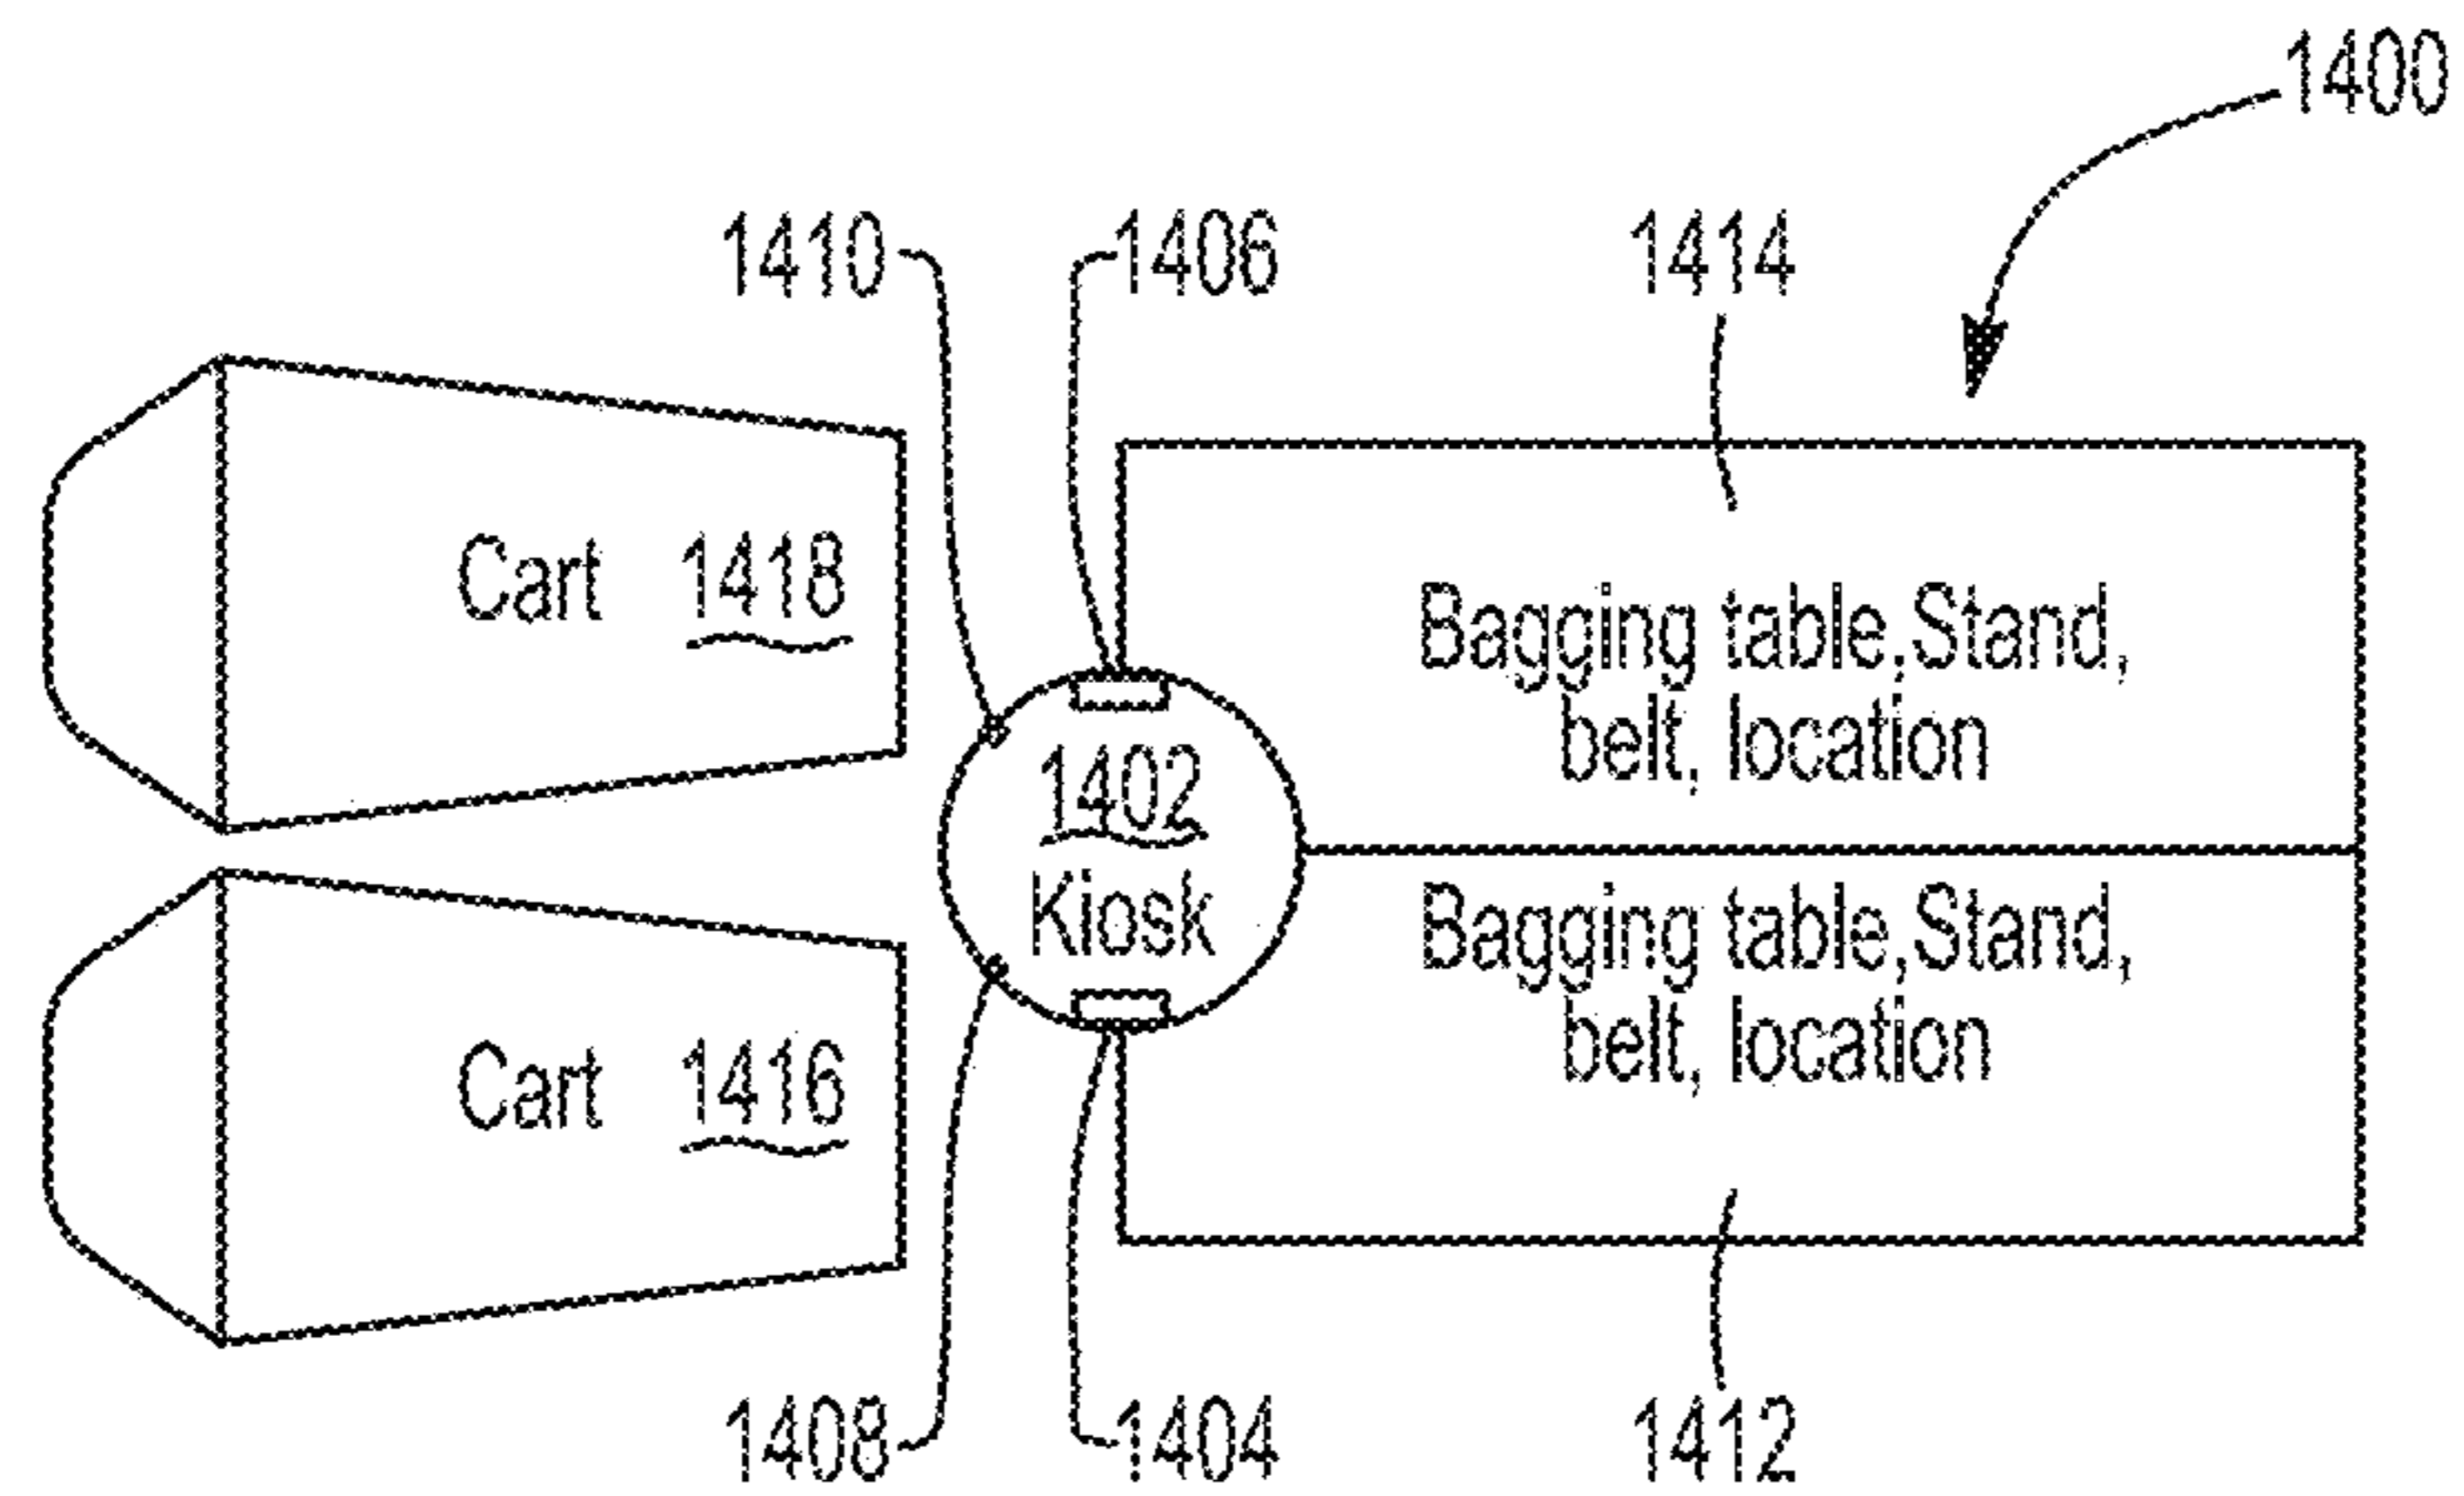 1400
1410 1406 1414
Cart 1418
Bagging table,Stand,
belt, location
1402
Kiosk
Bagging table,Stand,
belt, location
Cart 1416
1408 1404 1412